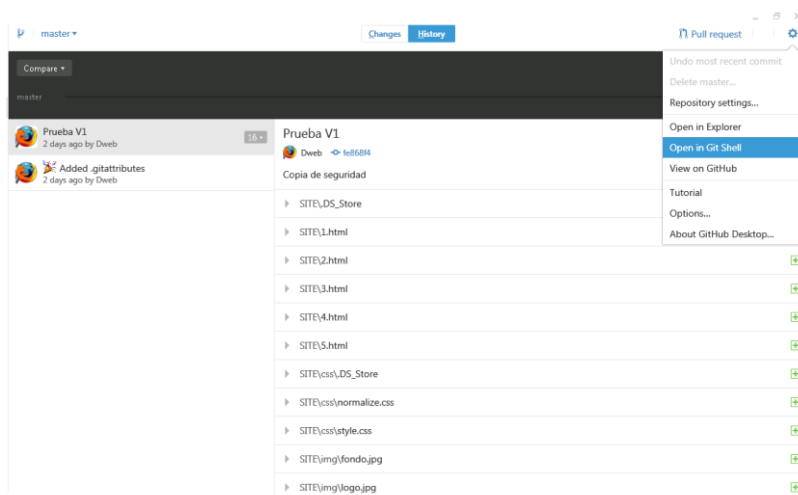 master
Changes
History
Pull request
Compare
master
Prueba V1
2 days ago by Dweb
16
Added .gitattributes
2 days ago by Dweb
Prueba V1
Dweb fe868f4
Copia de seguridad
SITE\.DS_Store
SITE\1.html
SITE\2.html
SITE\3.html
SITE\4.html
SITE\5.html
SITE\css\.DS_Store
SITE\css\normalize.css
SITE\css\style.css
SITE\img\fondo.jpg
SITE\img\logo.jpg
Undo most recent commit
Delete master...
Repository settings...
Open in Explorer
Open in Git Shell
View on GitHub
Tutorial
Options...
About GitHub Desktop...